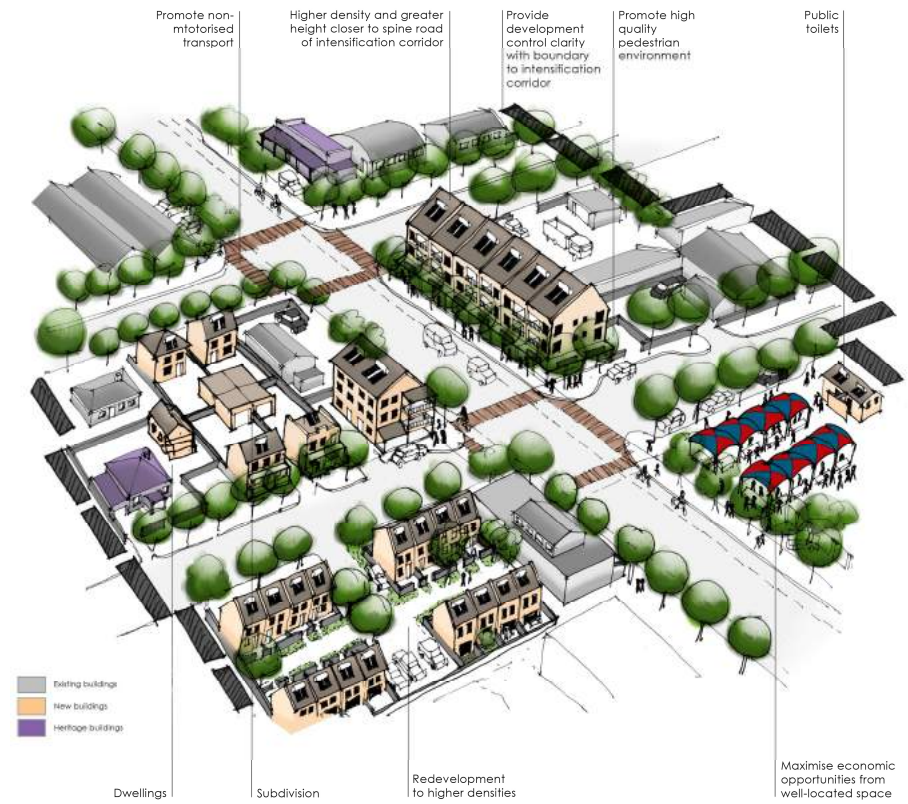 Promote non-
mtotorised
transport
Higher density and greater
height closer to spine road
of intensification corridor
Provide
development
control clarity
with boundary
to intensification
corridor
Promote high
quality
pedestrian
environment
Public
toilets
Existing buildings
New buildings
Heritage buildings
Dwellings
Subdivision
Redevelopment
to higher densities
Maximise economic
opportunities from
well-located space